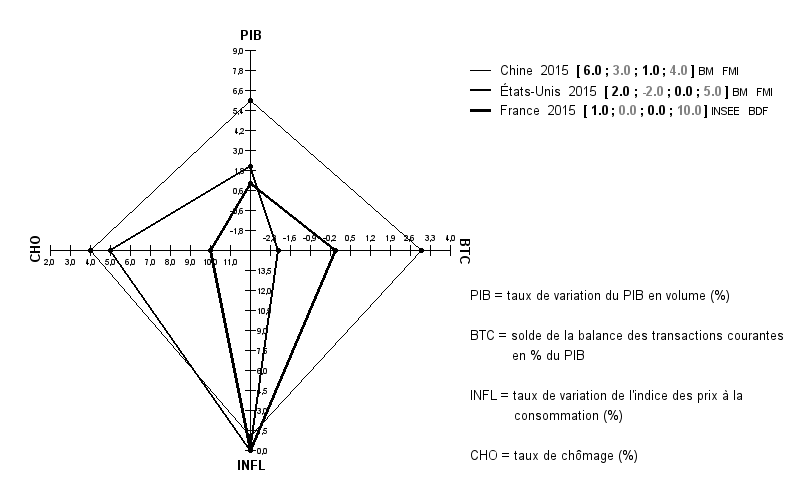 PIB
9,0
7,8
6,6
5,4
4,2
3,0
0,6
-0,6
-1,8
Chine 2015 [ 6.0 ; 3.0 ; 1.0 ; 4.0 ] BM FMI
États-Unis 2015 [ 2.0 ; -2.0 ; 0.0 ; 5.0 ] BM FMI
France 2015 [ 1.0 ; 0.0 ; 0.0 ; 10.0 ] INSEE BDF
-1,6 -0,9 -0,2 0,5 1,2 1,9 2,6 3,3 4,0
CHO
BTC
2,0 3,0 4,0 5,0 6,0 7,0 8,0 9,0 10,0 11,0
13,5
12,0
10,5
9,0
7,5
6,0
4,5
3,0
1,5
0,0
INFL
PIB = taux de variation du PIB en volume (%)
BTC = solde de la balance des transactions courantes
en % du PIB
INFL = taux de variation de l'indice des prix à la
consommation (%)
CHO = taux de chômage (%)